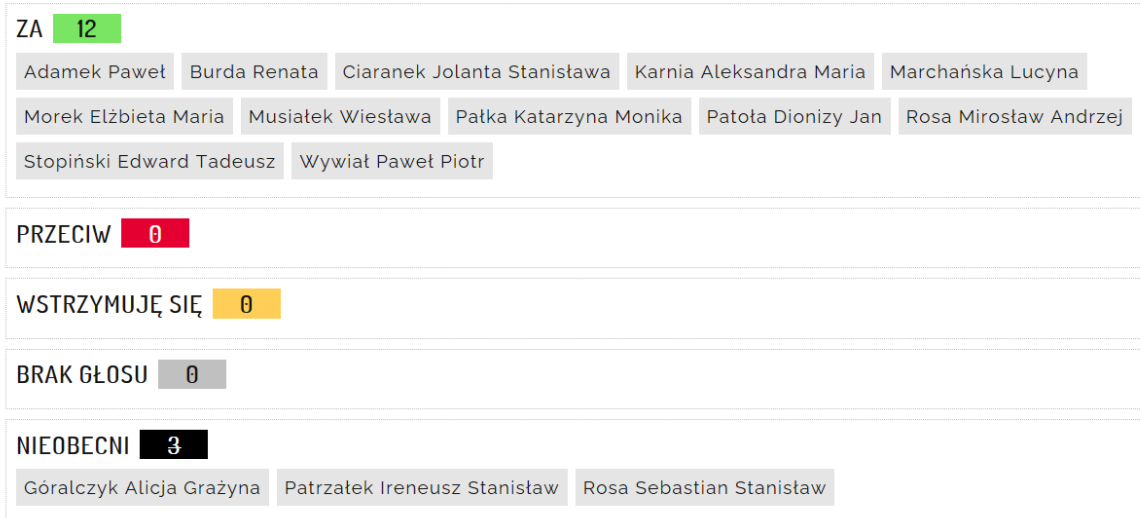 ZA 12
Adamek Paweł Burda Renata Ciaranek Jolanta Stanisława Karnia Aleksandra Maria Marchańska Lucyna
Morek Elżbieta Maria Musiałek Wiesława Pałka Katarzyna Monika Patoła Dionizy Jan Rosa Mirosław Andrzej
Stopiński Edward Tadeusz Wywiał Paweł Piotr
PRZECIW 0
WSTRZYMUJĘ SIĘ 0
BRAK GŁOSU 0
NIEOBECNI 3
Góralczyk Alicja Grażyna Patrzałek Ireneusz Stanisław Rosa Sebastian Stanisław